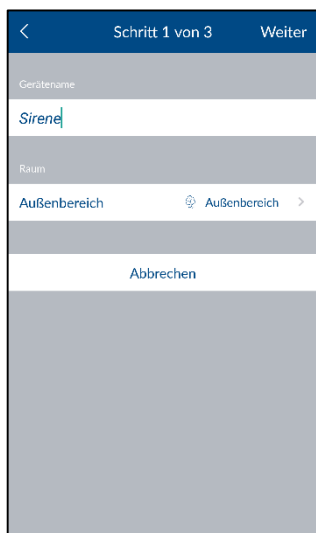 Schritt 1 von 3 Weiter
Gerätename
Sirene
Raum
Außenbereich Außenbereich
Abbrechen